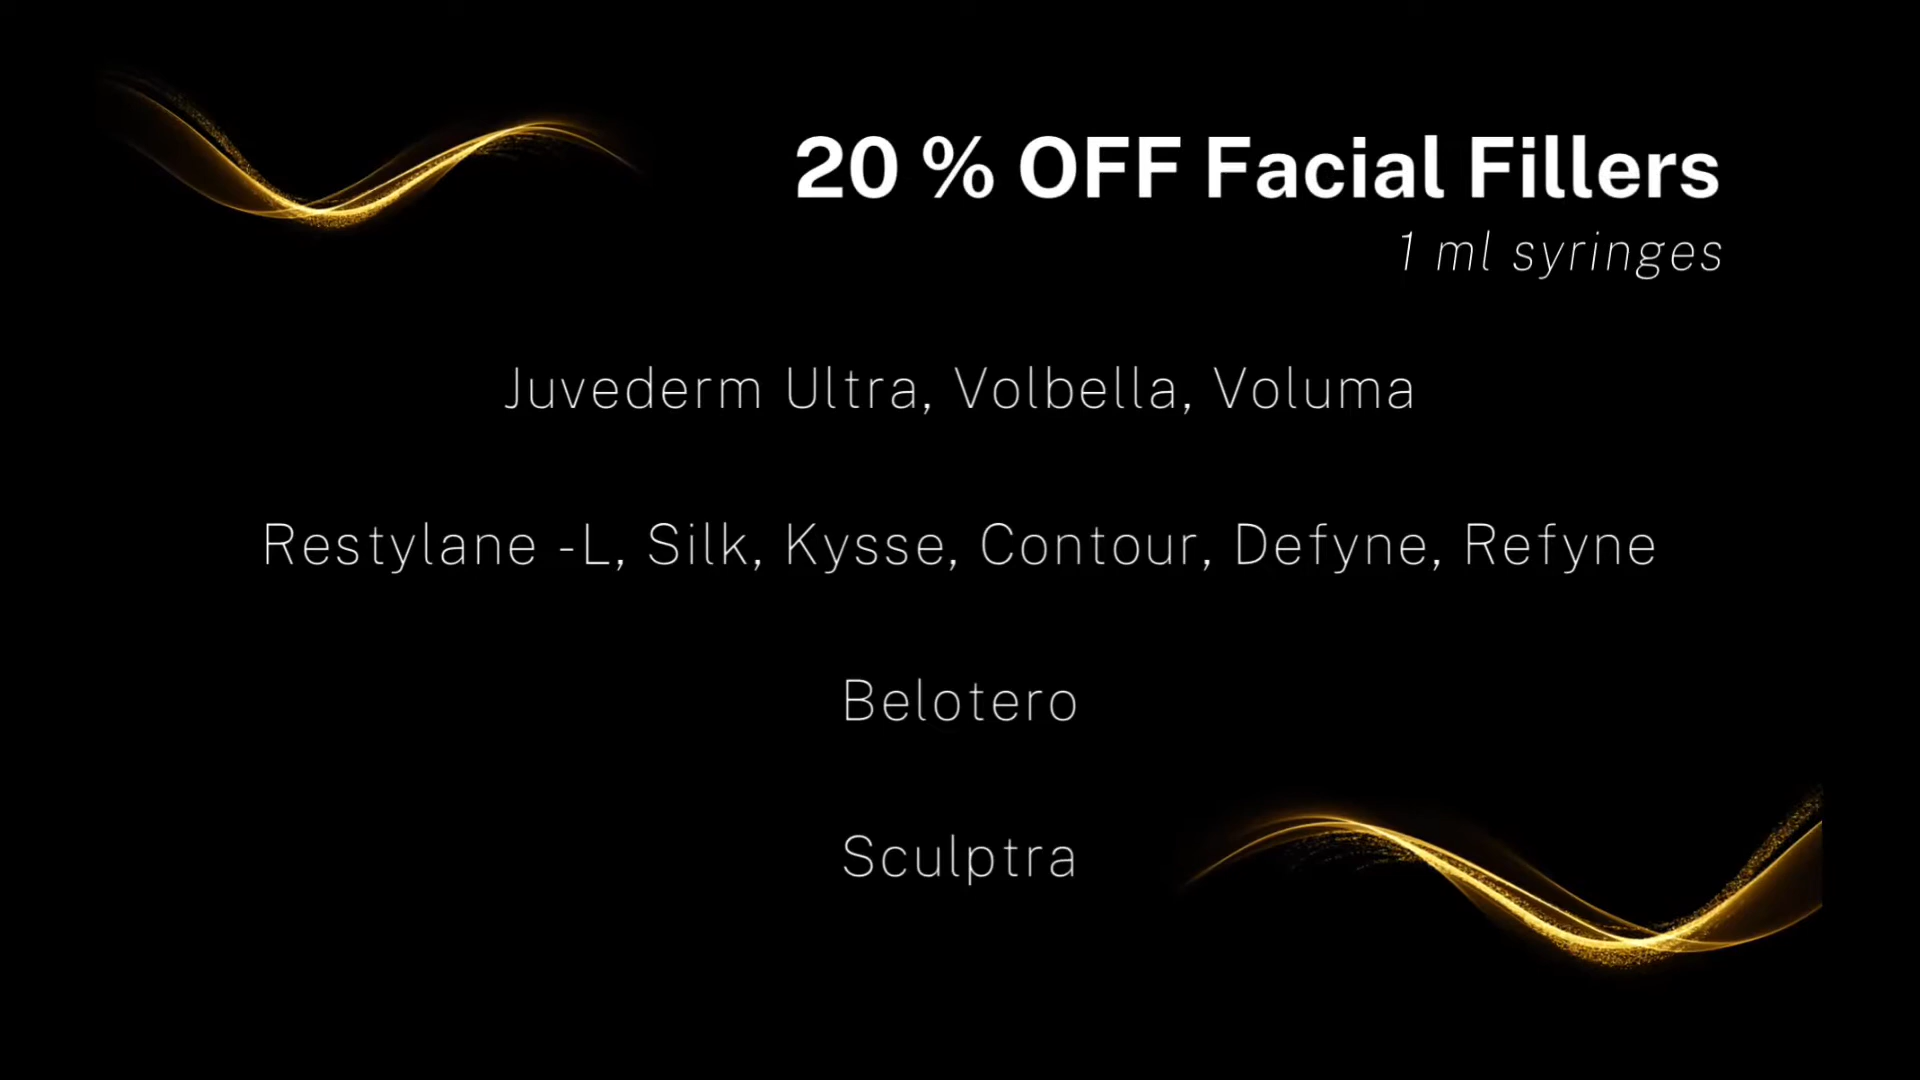 20 % OFF Facial Fillers
1 ml syringes
Juvederm Ultra, Volbella, Voluma
Restylane -L, Silk, Kysse, Contour, Defyne, Refyne
Belotero
Sculptra